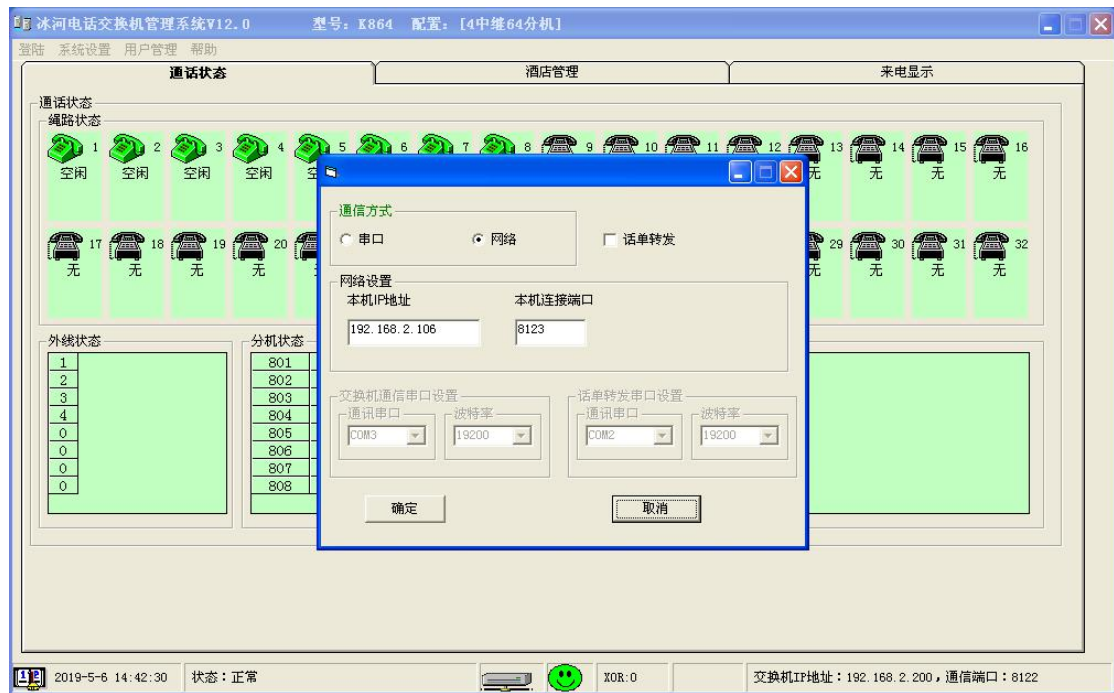 冰河电话交换机管理系统V12.0 型号: K864 配置: [4中继64分机]
登陆 系统设置 用户管理 帮助
通话状态 酒店管理 来电显示
通话状态
绳路状态
1 2 3 4 5 6 7 8 9 10 11 12 13 14 15 16
空闲 空闲 空闲 空闲 无 无 无 无
17 18 19 20 29 30 31 32
无 无 无 无 无 无 无 无
外线状态 分机状态
1 801
2 802
3 803
4 804
0 805
0 806
0 807
0 808
通信方式
串口 网络 话单转发
网络设置
本机IP地址 本机连接端口
192.168.2.106 8123
交换机通信串口设置 话单转发串口设置
通讯串口 波特率 通讯串口 波特率
COM3 19200 COM2 19200
确定 取消
2019-5-6 14:42:30 状态：正常 XOR:0 交换机IP地址：192.168.2.200，通信端口：8122